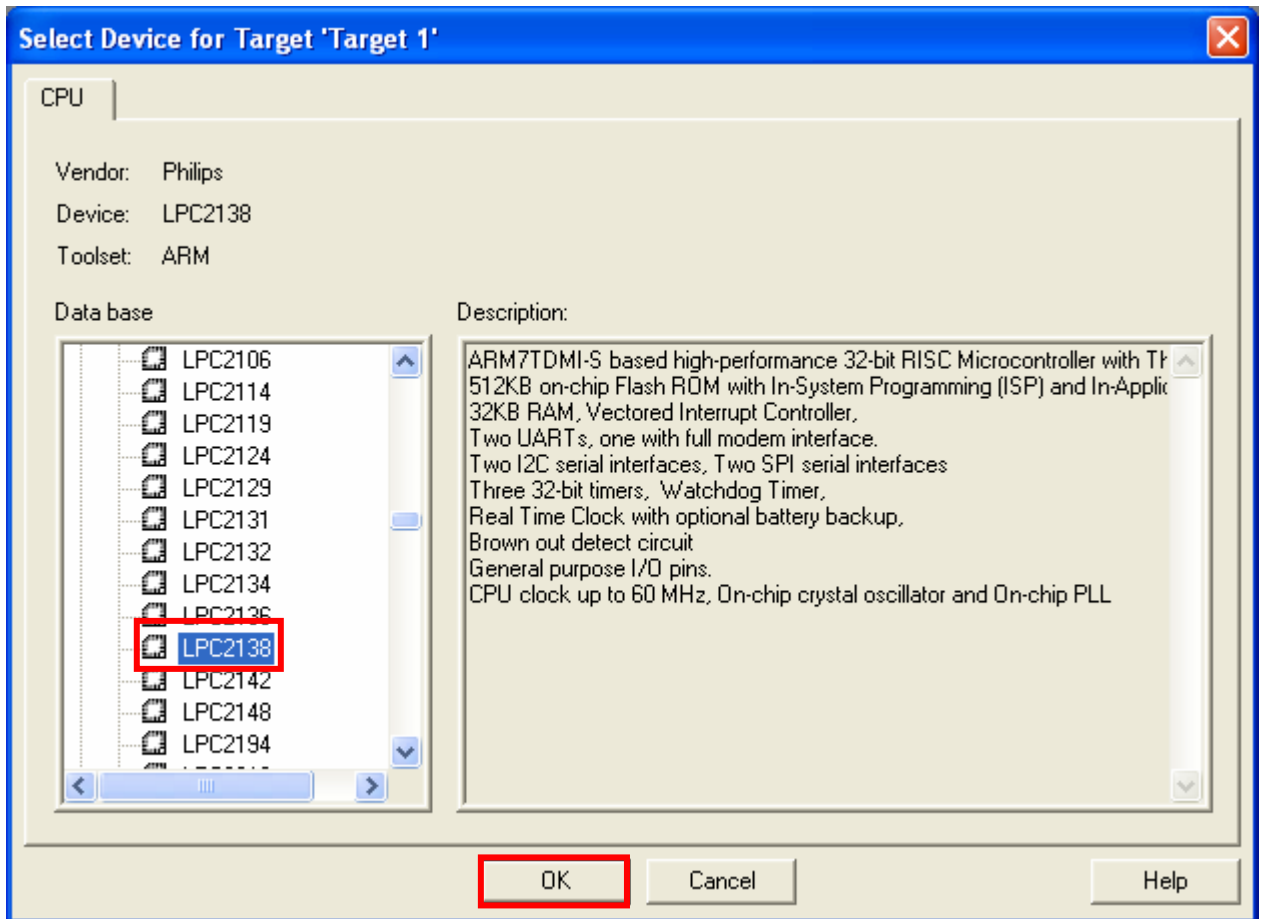 Select Device for Target 'Target 1'
CPU
Vendor: Philips
Device: LPC2138
Toolset: ARM
Data base
LPC2106
LPC2114
LPC2119
LPC2124
LPC2129
LPC2131
LPC2132
LPC2134
LPC2136
LPC2138
LPC2142
LPC2148
LPC2194
Description:
ARM7TDMI-S based high-performance 32-bit RISC Microcontroller with
512KB on-chip Flash ROM with In-System Programming (ISP) and
32KB RAM, Vectored Interrupt Controller,
Two UARTs, one with full modem interface.
Two I2C serial interfaces, Two SPI serial interfaces
Three 32-bit timers, Watchdog Timer,
Real Time Clock with optional battery backup,
Brown out detect circuit
General purpose I/O pins.
CPU clock up to 60 MHz, On-chip crystal oscillator and On-chip PLL
OK Cancel Help